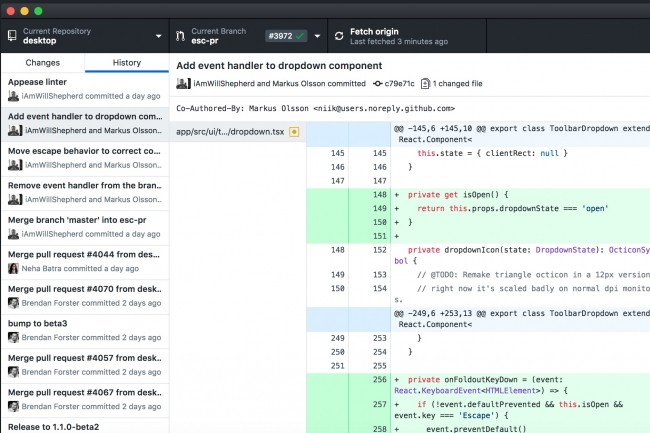 Current Repository
desktop
Current Branch
esc-pr
#3972
Fetch origin
Last fetched 3 minutes ago
Changes
History
Appease linter
iAmWillShepherd committed a day ago
Add event handler to dropdown com...
iAmWillShepherd and Markus Olsson...
Move escape behavior to correct co...
iAmWillShepherd and Markus Olsson...
Remove event handler from the bran...
iAmWillShepherd and Markus Olsson...
Merge branch 'master' into esc-pr
iAmWillShepherd committed a day ago
Merge pull request #4044 from des...
Neha Batra committed a day ago
Merge pull request #4070 from desk...
Brendan Forster committed 2 days ago
bump to beta3
Brendan Forster committed 2 days ago
Merge pull request #4057 from desk...
Brendan Forster committed 2 days ago
Merge pull request #4067 from desk...
Brendan Forster committed 2 days ago
Release to 1.1.0-beta2
Add event handler to dropdown component
iAmWillShepherd and Markus Olsson committed
c79e71c
1 changed file
Co-Authored-By: Markus Olsson <niik@users.noreply.github.com>
app/src/ui/t.../dropdown.tsx
@@ -145,6 +145,10 @@ export class ToolbarDropdown extend
React.Component<
145 145 this.state = { clientRect: null }
146 146 }
147 147
148 + private get isOpen() {
149 + return this.props.dropdownState === 'open'
150 + }
151 +
148 152 private dropdownIcon(state: DropdownState): OcticonSy
bol {
149 153 // @TODO: Remake triangle octicon in a 12px version
150 154 // right now it's scaled badly on normal dpi monito
s.
@@ -249,6 +253,13 @@ export class ToolbarDropdown extend
React.Component<
249 253 }
250 254 }
251 255
256 + private onFoldoutKeyDown = (event:
React.KeyboardEvent<HTMLElement>) => {
257 + if (!event.defaultPrevented && this.isOpen &&
event.key === 'Escape') {
258 + event.preventDefault()